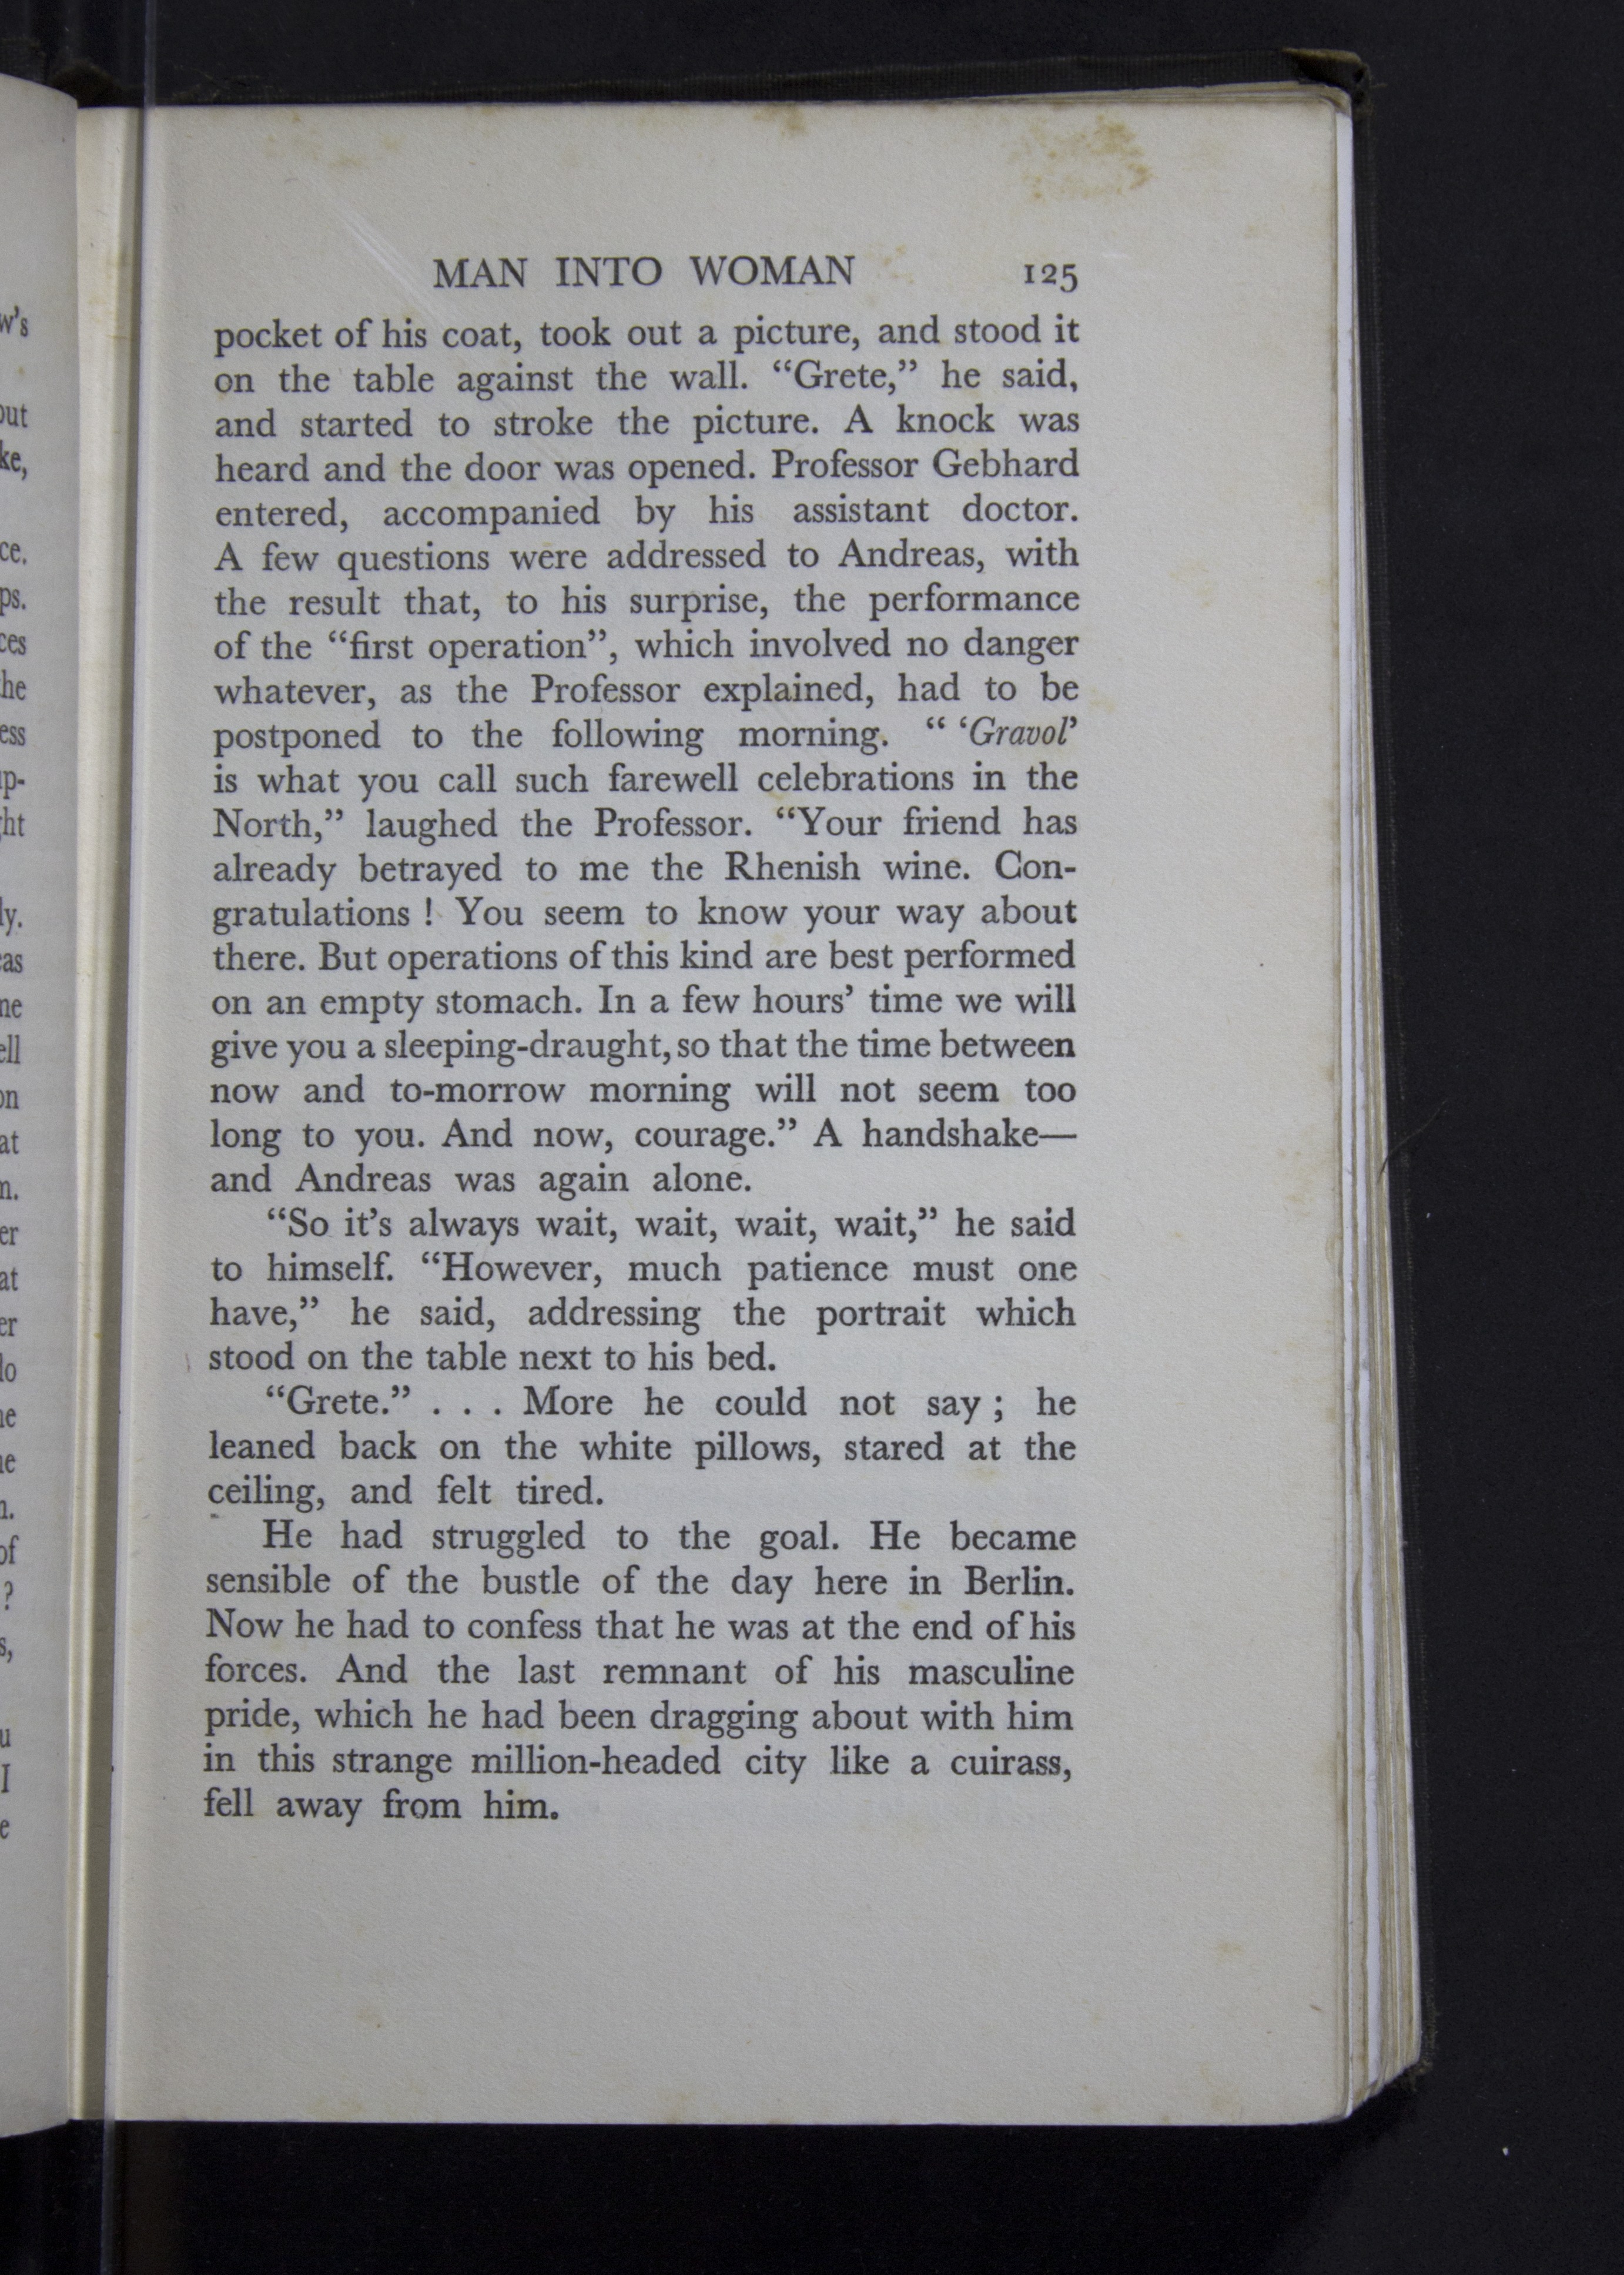 MAN INTO WOMAN 125
pocket of his coat, took out a picture, and stood it
on the table against the wall. “Grete,” he said,
and started to stroke the picture. A knock was
heard and the door was opened. Professor Gebhard
entered, accompanied by his assistant doctor.
A few questions were addressed to Andreas, with
the result that, to his surprise, the performance
of the “first operation”, which involved no danger
whatever, as the Professor explained, had to be
postponed to the following morning. “ ‘Gravol’
is what you call such farewell celebrations in the
North,” laughed the Professor. “Your friend has
already betrayed to me the Rhenish wine. Con-
gratulations ! You seem to know your way about
there. But operations of this kind are best performed
on an empty stomach. In a few hours’ time we will
give you a sleeping-draught, so that the time between
now and to-morrow morning will not seem too
long to you. And now, courage.” A handshake—
and Andreas was again alone.
“So it’s always wait, wait, wait, wait,” he said
to himself. “However, much patience must one
have,” he said, addressing the portrait which
stood on the table next to his bed.
“Grete.” . . . More he could not say ; he
leaned back on the white pillows, stared at the
ceiling, and felt tired.
He had struggled to the goal. He became
sensible of the bustle of the day here in Berlin.
Now he had to confess that he was at the end of his
forces. And the last remnant of his masculine
pride, which he had been dragging about with him
in this strange million-headed city like a cuirass,
fell away from him.